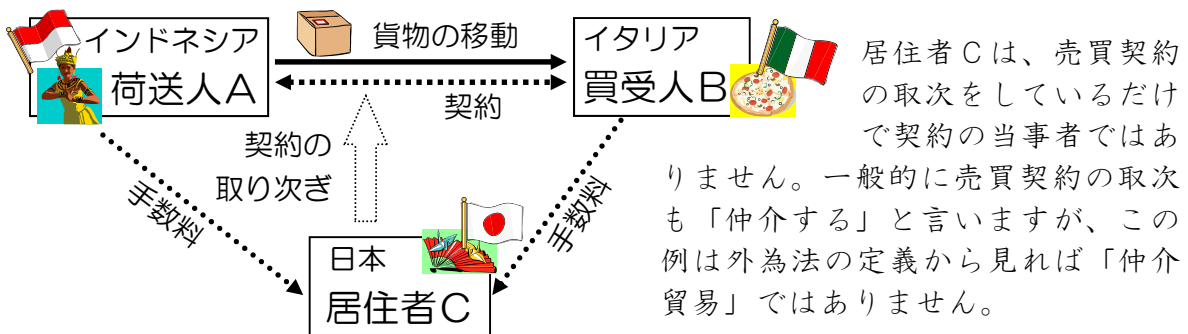 インドネシア
荷送人A
貨物の移動
契約
イタリア
買受人B
契約の
取り次ぎ
手数料
手数料
日本
居住者C
居住者Cは、売買契約
の取次をしているだけ
で契約の当事者ではあ
りません。一般的に売買契約の取次
も「仲介する」と言いますが、この
例は外為法の定義から見れば「仲介
貿易」ではありません。